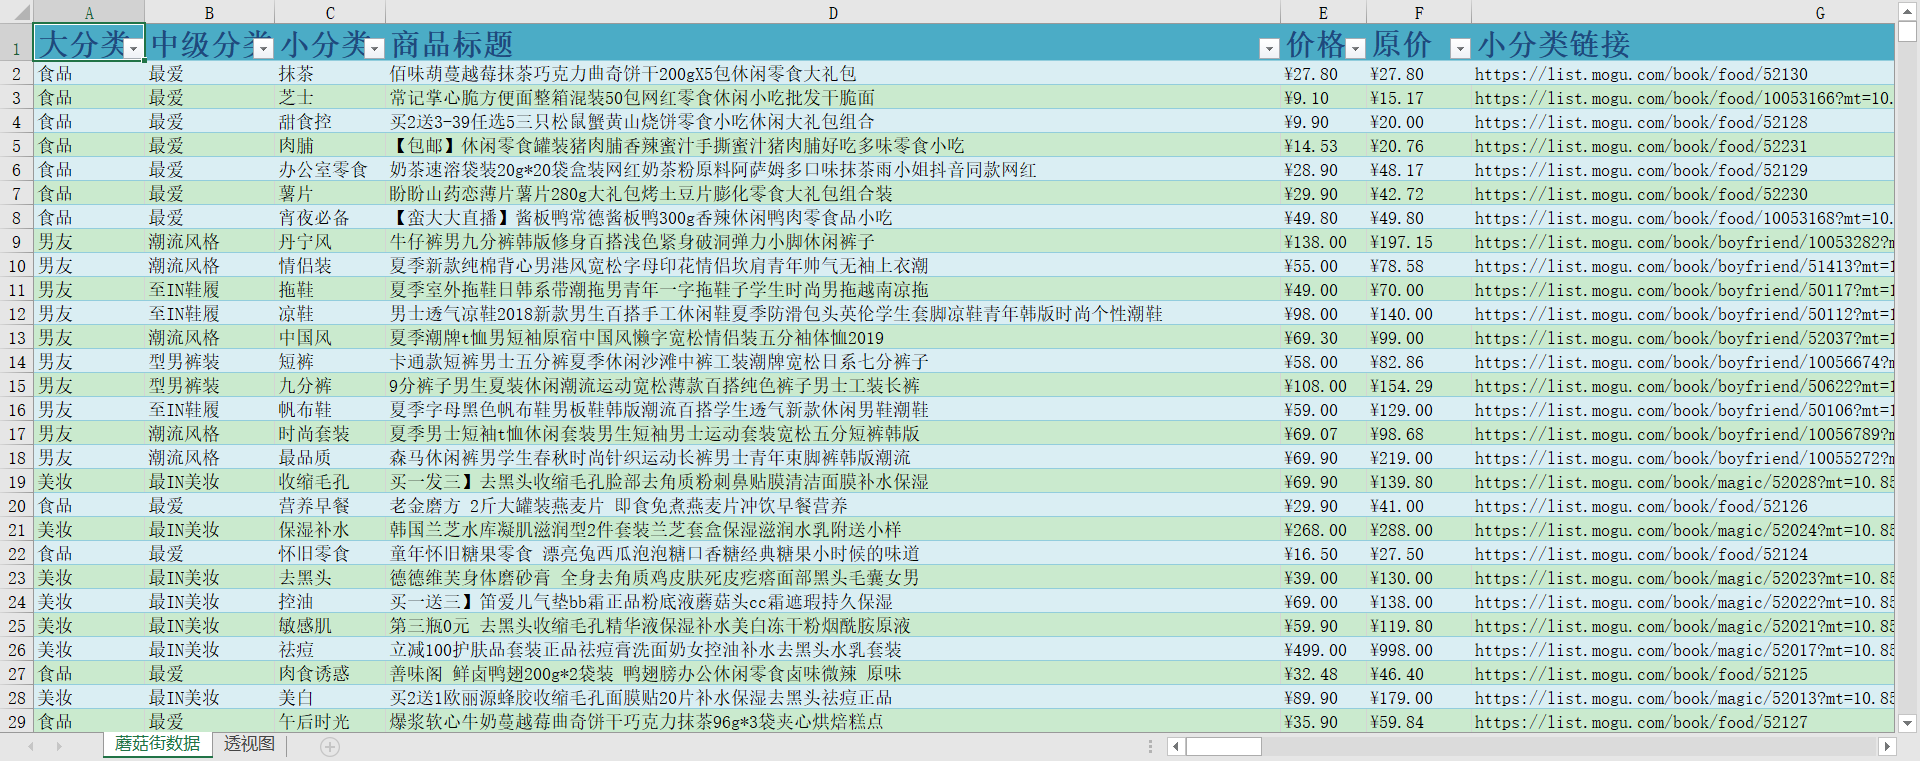 A B C D E F G
1 大分类 中级分类 小分类 商品标题 价格 原价 小分类链接
2 食品 最爱 抹茶 佰味葫蔓越莓抹茶巧克力曲奇饼干200gX5包休闲零食大礼包 ¥27.80 ¥27.80 https://list.mogu.com/book/food/52130
3 食品 最爱 芝士 常记掌心脆方便面整箱混装50包网红零食休闲小吃批发干脆面 ¥9.10 ¥15.17 https://list.mogu.com/book/food/10053166?mt=10.
4 食品 最爱 甜食控 买2送3-39任选5三只松鼠蟹黄山烧饼零食小吃休闲大礼包组合 ¥9.90 ¥20.00 https://list.mogu.com/book/food/52128
5 食品 最爱 肉脯 【包邮】休闲零食罐装猪肉脯香辣蜜汁手撕蜜汁猪肉脯好吃多味零食小吃 ¥14.53 ¥20.76 https://list.mogu.com/book/food/52231
6 食品 最爱 办公室零食 奶茶速溶袋装20g*20袋盒装网红奶茶粉原料阿萨姆多口味抹茶雨小姐抖音同款网红 ¥28.90 ¥48.17 https://list.mogu.com/book/food/52129
7 食品 最爱 薯片 盼盼山药恋薄片薯片280g大礼包烤土豆片膨化零食大礼包组合装 ¥29.90 ¥42.72 https://list.mogu.com/book/food/52230
8 食品 最爱 宵夜必备 【蛮大大直播】酱板鸭常德酱板鸭300g香辣休闲鸭肉零食品小吃 ¥49.80 ¥49.80 https://list.mogu.com/book/food/10053168?mt=10.
9 男友 潮流风格 丹宁风 牛仔裤男九分裤韩版修身百搭浅色紧身破洞弹力小脚休闲裤子 ¥138.00 ¥197.15 https://list.mogu.com/book/boyfriend/10053282?m
10 男友 潮流风格 情侣装 夏季新款纯棉背心男港风宽松字母印花情侣坎肩青年帅气无袖上衣潮 ¥55.00 ¥78.58 https://list.mogu.com/book/boyfriend/51413?mt=1
11 男友 至IN鞋履 拖鞋 夏季室外拖鞋日韩系带潮拖男青年一字拖鞋子学生时尚男拖越南凉拖 ¥49.00 ¥70.00 https://list.mogu.com/book/boyfriend/50117?mt=1
12 男友 至IN鞋履 凉鞋 男士透气凉鞋2018新款男生百搭手工休闲鞋夏季防滑包头英伦学生套脚凉鞋青年韩版时尚个性潮鞋 ¥98.00 ¥140.00 https://list.mogu.com/book/boyfriend/50112?mt=1
13 男友 潮流风格 中国风 夏季潮牌t恤男短袖原宿中国风懒字宽松情侣装五分袖体恤2019 ¥69.30 ¥99.00 https://list.mogu.com/book/boyfriend/52037?mt=1
14 男友 型男裤装 短裤 卡通款短裤男士五分裤夏季休闲沙滩中裤工装潮牌宽松日系七分裤子 ¥58.00 ¥82.86 https://list.mogu.com/book/boyfriend/10056674?m
15 男友 型男裤装 九分裤 9分裤子男生夏装休闲潮流运动宽松薄款百搭纯色裤子男士工装长裤 ¥108.00 ¥154.29 https://list.mogu.com/book/boyfriend/50622?mt=1
16 男友 至IN鞋履 帆布鞋 夏季字母黑色帆布鞋男板鞋韩版潮流百搭学生透气新款休闲男鞋潮鞋 ¥59.00 ¥129.00 https://list.mogu.com/book/boyfriend/50106?mt=1
17 男友 潮流风格 时尚套装 夏季男士短袖t恤休闲套装男生短袖男士运动套装宽松五分短裤韩版 ¥69.07 ¥98.68 https://list.mogu.com/book/boyfriend/10056789?m
18 男友 潮流风格 最品质 森马休闲裤男学生春秋时尚针织运动长裤男士青年束脚裤韩版潮流 ¥69.90 ¥219.00 https://list.mogu.com/book/boyfriend/10055272?m
19 美妆 最IN美妆 收缩毛孔 买一发三】去黑头收缩毛孔脸部去角质粉刺鼻贴膜清洁面膜补水保湿 ¥69.90 ¥139.80 https://list.mogu.com/book/magic/52028?mt=10.85
20 食品 最爱 营养早餐 老金磨方 2斤大罐装燕麦片 即食免煮燕麦片冲饮早餐营养 ¥29.90 ¥41.00 https://list.mogu.com/book/food/52126
21 美妆 最IN美妆 保湿补水 韩国兰芝水库凝肌滋润型2件套装兰芝套盒保湿滋润水乳附送小样 ¥268.00 ¥288.00 https://list.mogu.com/book/magic/52024?mt=10.85
22 食品 最爱 怀旧零食 童年怀旧糖果零食 漂亮兔西瓜泡泡糖口香糖经典糖果小时候的味道 ¥16.50 ¥27.50 https://list.mogu.com/book/food/52124
23 美妆 最IN美妆 去黑头 德德维芙身体磨砂膏 全身去角质鸡皮肤死皮疙瘩面部黑头毛囊女男 ¥39.00 ¥130.00 https://list.mogu.com/book/magic/52023?mt=10.85
24 美妆 最IN美妆 控油 买一送三】笛爱儿气垫bb霜正品粉底液蘑菇头cc霜遮瑕持久保湿 ¥69.00 ¥138.00 https://list.mogu.com/book/magic/52022?mt=10.85
25 美妆 最IN美妆 敏感肌 第三瓶0元 去黑头收缩毛孔精华液保湿补水美白冻干粉烟酰胺原液 ¥59.90 ¥119.80 https://list.mogu.com/book/magic/52021?mt=10.85
26 美妆 最IN美妆 祛痘 立减100护肤品套装正品祛痘膏洗面奶女控油补水去黑头水乳套装 ¥499.00 ¥998.00 https://list.mogu.com/book/magic/52017?mt=10.85
27 食品 最爱 肉食诱惑 善味阁 鲜卤鸭翅200g*2袋装 鸭翅膀办公休闲零食卤味微辣 原味 ¥32.48 ¥46.40 https://list.mogu.com/book/food/52125
28 美妆 最IN美妆 美白 买2送1欧丽源蜂胶收缩毛孔面膜贴20片补水保湿去黑头祛痘正品 ¥89.90 ¥179.00 https://list.mogu.com/book/magic/52013?mt=10.85
29 食品 最爱 午后时光 爆浆软心牛奶蔓越莓曲奇饼干巧克力抹茶96g*3袋夹心烘焙糕点 ¥35.90 ¥59.84 https://list.mogu.com/book/food/52127
蘑菇街数据 透视图